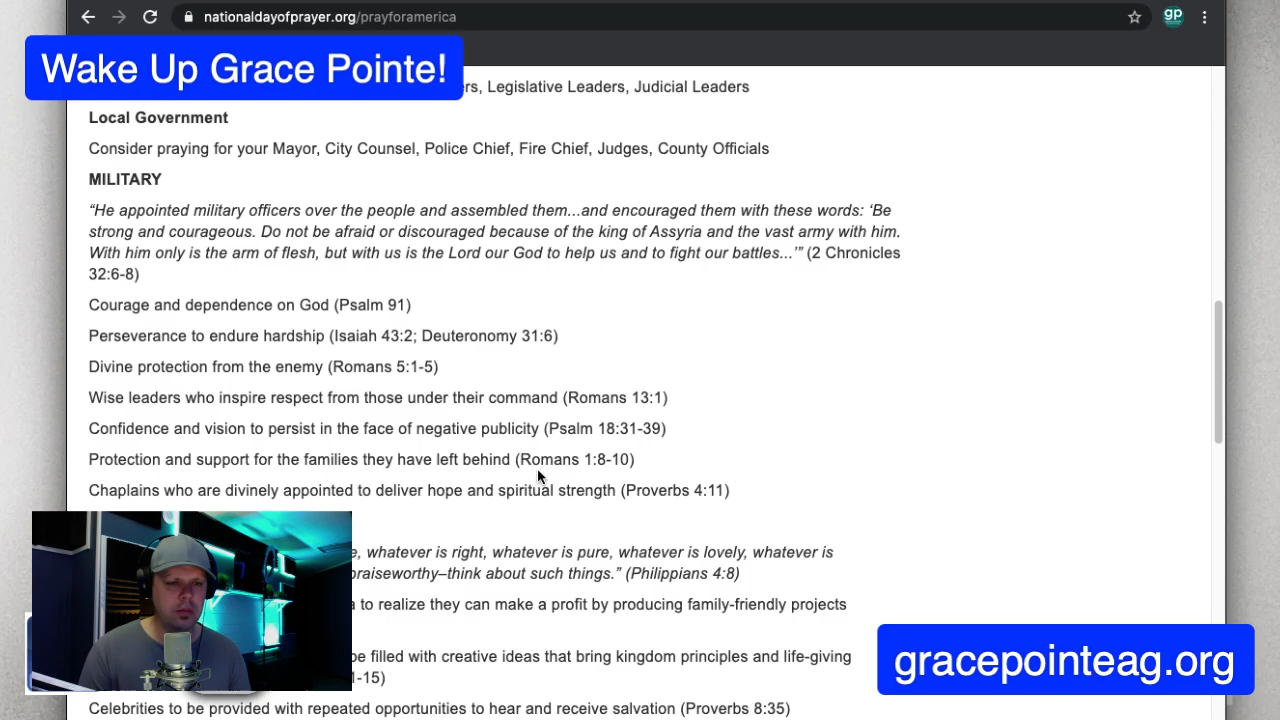 nationaldayofprayer.org/prayforamerica
gp
Wake Up Grace Pointe!
rs, Legislative Leaders, Judicial Leaders
Local Government
Consider praying for your Mayor, City Counsel, Police Chief, Fire Chief, Judges, County Officials
MILITARY
“He appointed military officers over the people and assembled them...and encouraged them with these words: ‘Be
strong and courageous. Do not be afraid or discouraged because of the king of Assyria and the vast army with him.
With him only is the arm of flesh, but with us is the Lord our God to help us and to fight our battles...’” (2 Chronicles
32:6-8)
Courage and dependence on God (Psalm 91)
Perseverance to endure hardship (Isaiah 43:2; Deuteronomy 31:6)
Divine protection from the enemy (Romans 5:1-5)
Wise leaders who inspire respect from those under their command (Romans 13:1)
Confidence and vision to persist in the face of negative publicity (Psalm 18:31-39)
Protection and support for the families they have left behind (Romans 1:8-10)
Chaplains who are divinely appointed to deliver hope and spiritual strength (Proverbs 4:11)
e, whatever is right, whatever is pure, whatever is lovely, whatever is
praiseworthy–think about such things.” (Philippians 4:8)
a to realize they can make a profit by producing family-friendly projects
be filled with creative ideas that bring kingdom principles and life-giving
1-15)
Celebrities to be provided with repeated opportunities to hear and receive salvation (Proverbs 8:35)
gracepointeag.org